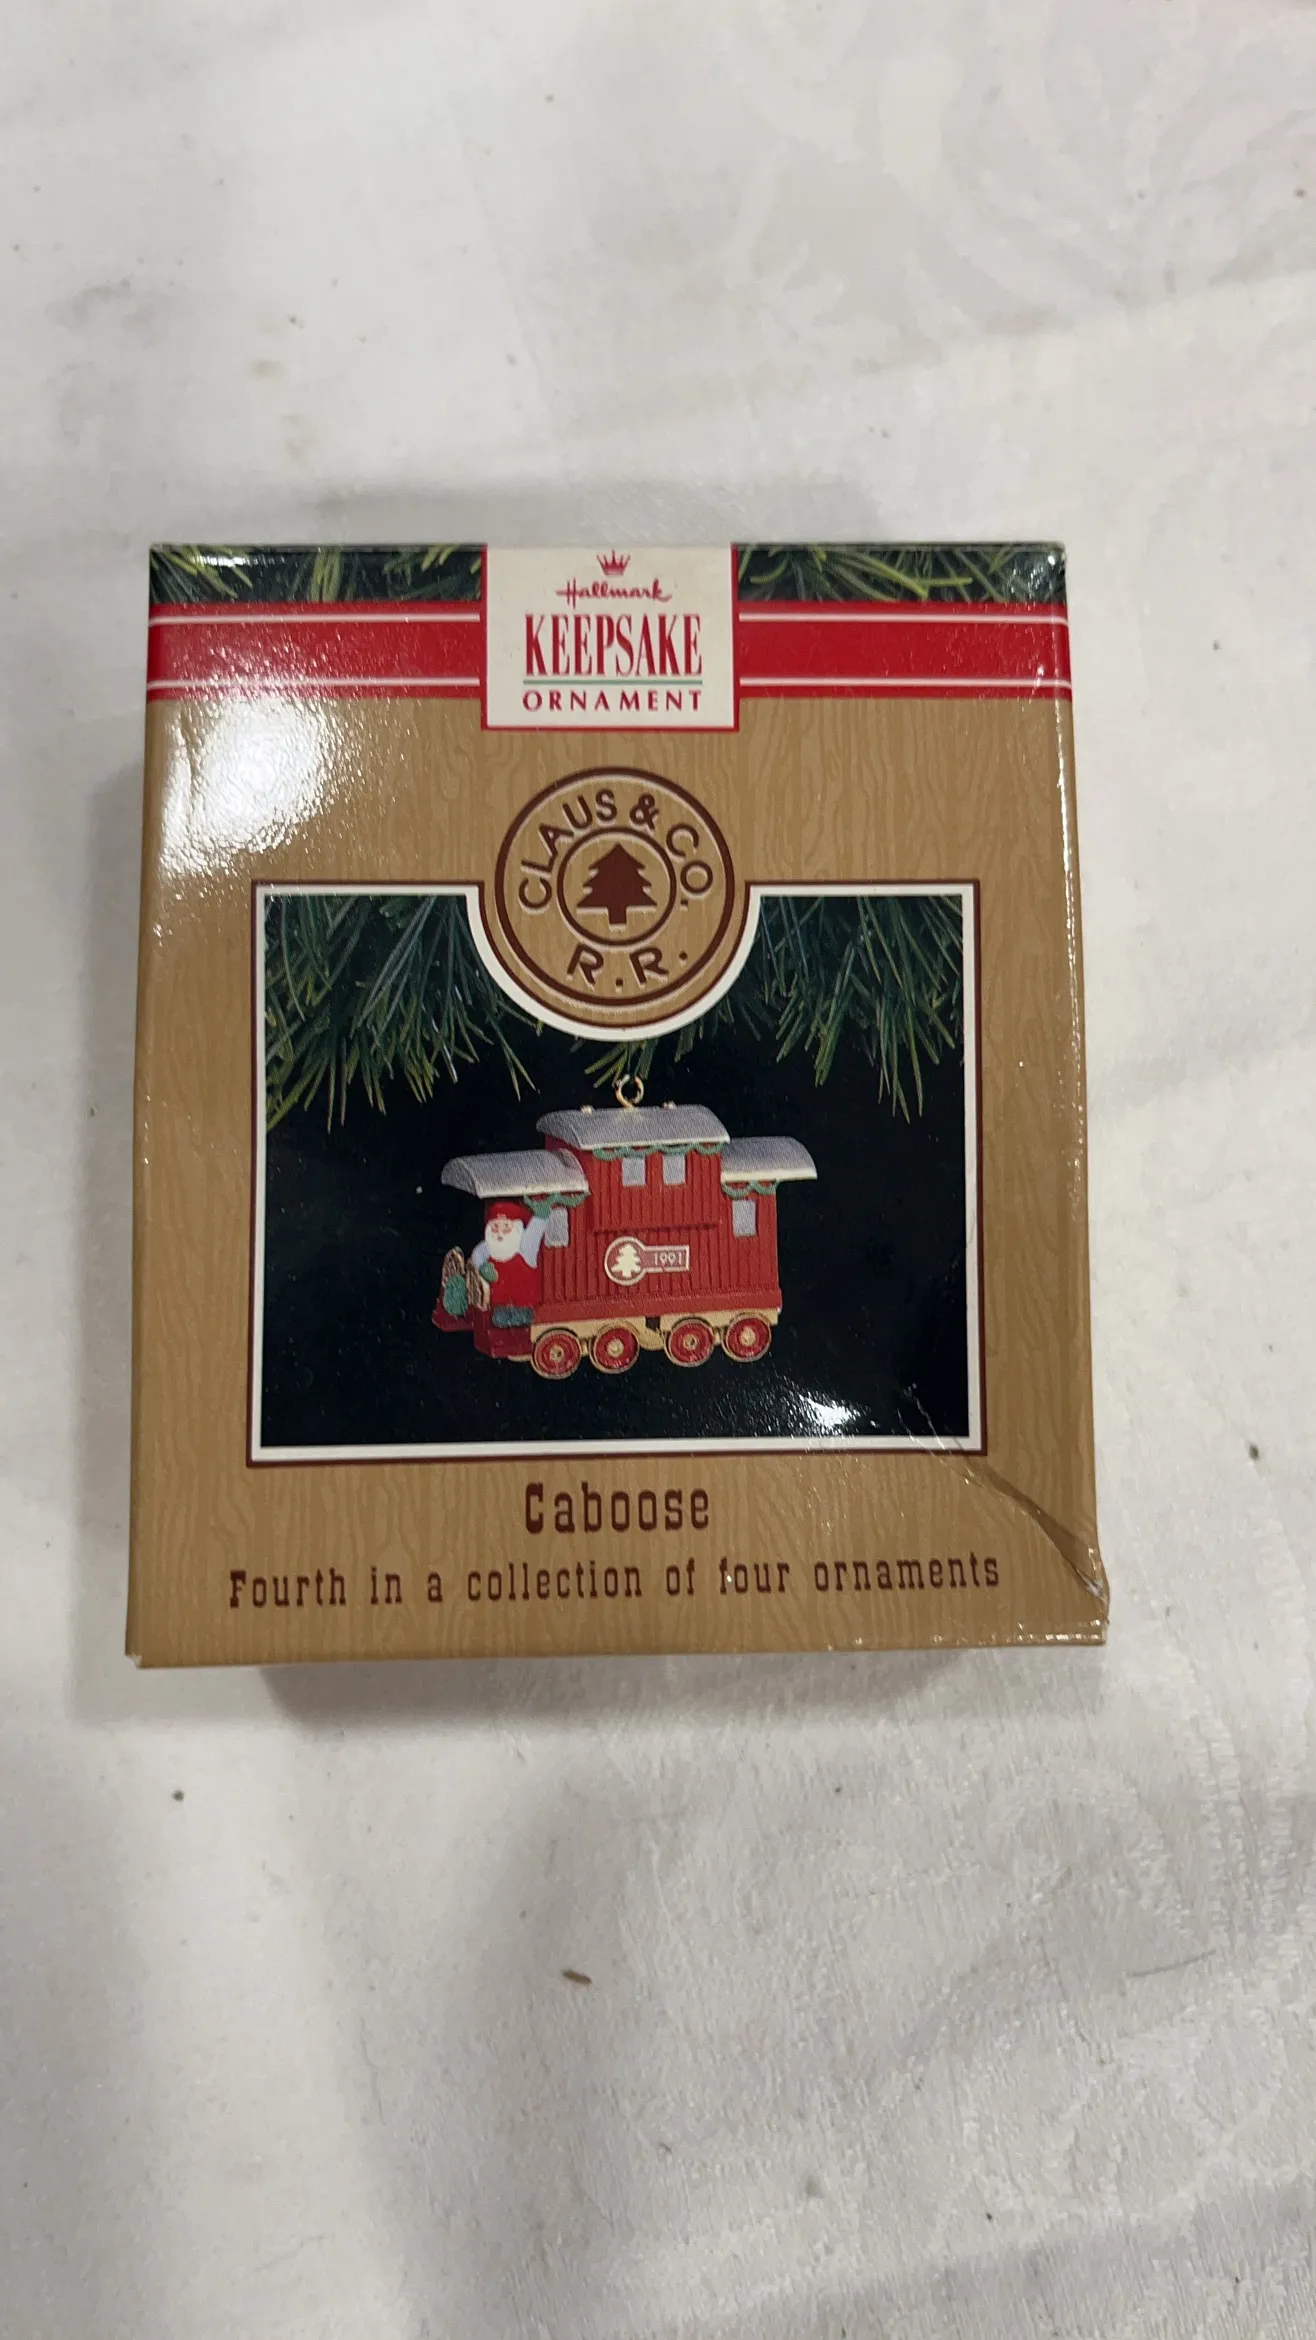 Hallmark
KEEPSAKE
ORNAMENT
CLAUS & CO.
R.R.
1991
Caboose
Fourth in a collection of four ornaments